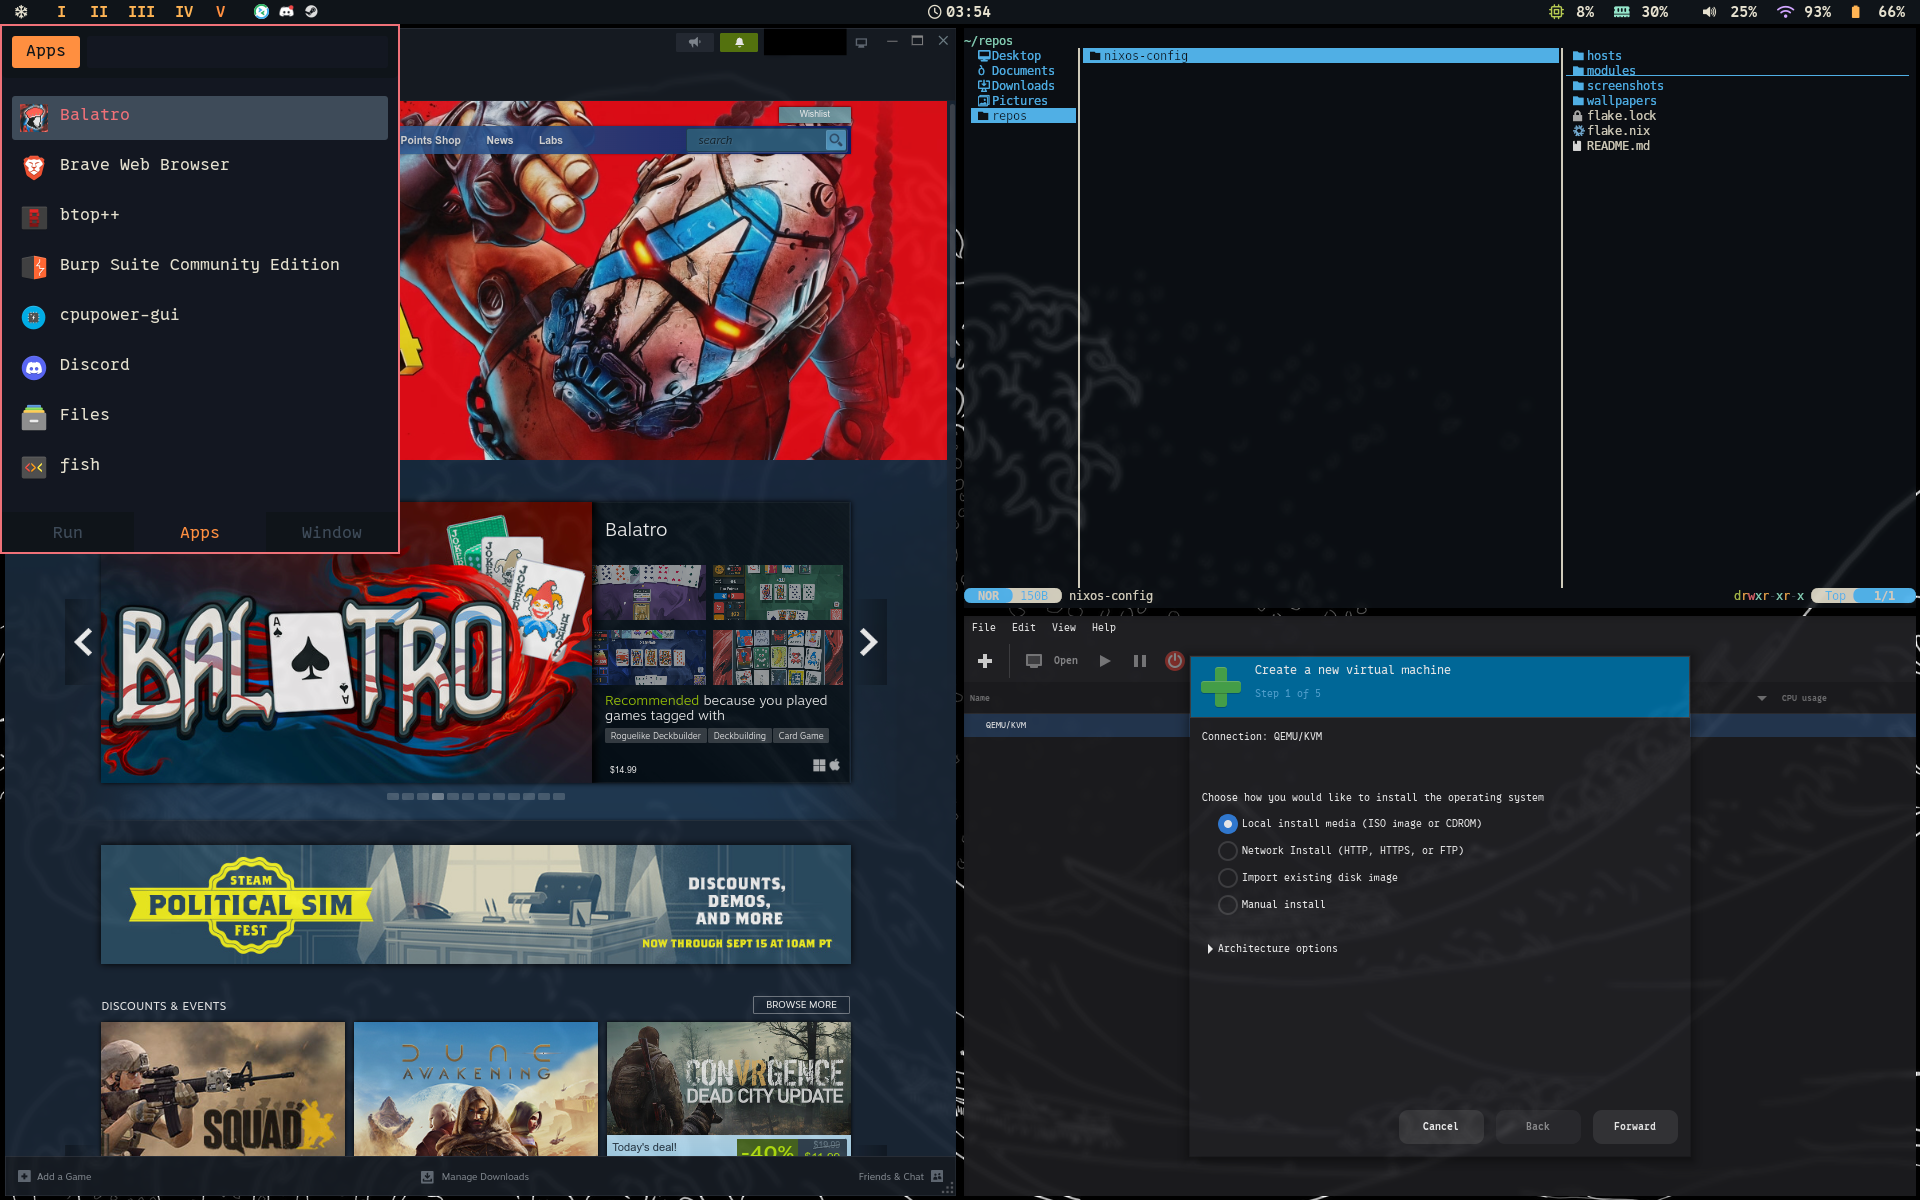 I II III IV V
03:54
8% 30% 25% 93% 66%
Apps
Balatro
Brave Web Browser
btop++
Burp Suite Community Edition
cpupower-gui
Discord
Files
fish
Run Apps Window
Wishlist
Points Shop News Labs search
BALATRO
A
A
JOKER
JOKER
JOKER
JOKER
Balatro
Recommended because you played
games tagged with
Roguelike Deckbuilder Deckbuilding Card Game
$14.99
STEAM
POLITICAL SIM
FEST
DISCOUNTS,
DEMOS,
AND MORE
NOW THROUGH SEPT 15 AT 10AM PT
DISCOUNTS & EVENTS
BROWSE MORE
SQUAD
DUNE
AWAKENING
CONVRGENCE
DEAD CITY UPDATE
Today's deal!
-40%
$19.99
Add a Game
Manage Downloads
Friends & Chat
~/repos
Desktop
Documents
Downloads
Pictures
repos
nixos-config
hosts
modules
screenshots
wallpapers
flake.lock
flake.nix
README.md
NOR 150B nixos-config
drwxr-xr-x Top 1/1
File Edit View Help
Open
Name
CPU usage
QEMU/KVM
Create a new virtual machine
Step 1 of 5
Connection: QEMU/KVM
Choose how you would like to install the operating system
Local install media (ISO image or CDROM)
Network Install (HTTP, HTTPS, or FTP)
Import existing disk image
Manual install
Architecture options
Cancel
Back
Forward